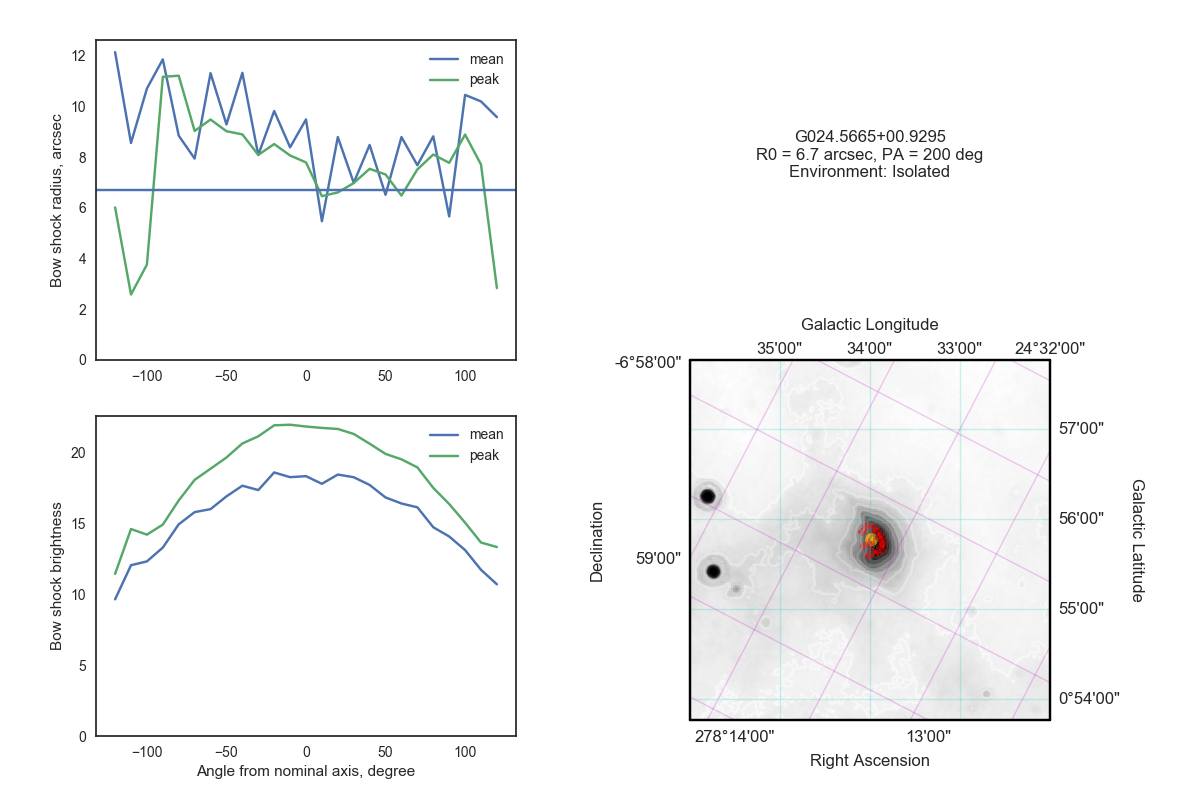 12
10
8
6
4
2
0
Bow shock radius, arcsec
mean
peak
−100
−50
0
50
100
20
15
10
5
0
Bow shock brightness
mean
peak
−100
−50
0
50
100
Angle from nominal axis, degree
G024.5665+00.9295
R0 = 6.7 arcsec, PA = 200 deg
Environment: Isolated
Galactic Longitude
35'00"
34'00"
33'00"
24°32'00"
-6°58'00"
59'00"
Declination
57'00"
56'00"
55'00"
0°54'00"
Galactic Latitude
278°14'00"
13'00"
Right Ascension